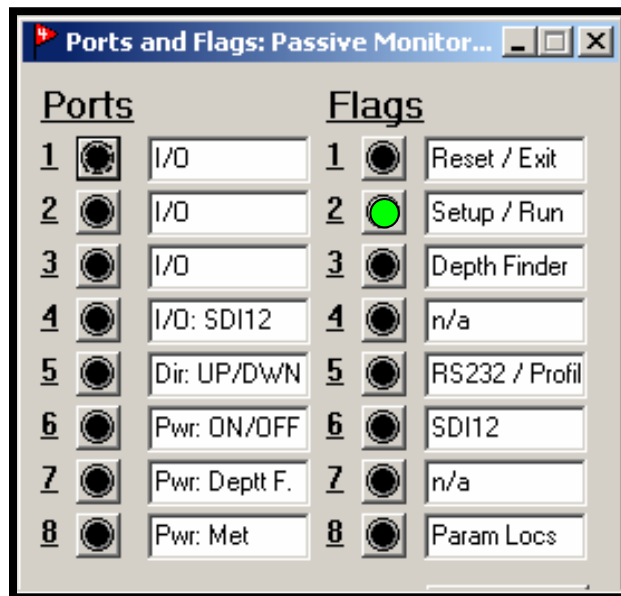 Ports and Flags: Passive Monitor...
Ports Flags
1 I/O 1 Reset / Exit
2 I/O 2 Setup / Run
3 I/O 3 Depth Finder
4 I/O: SDI12 4 n/a
5 Dir: UP/DWN 5 RS232 / Profil
6 Pwr: ON/OFF 6 SDI12
7 Pwr: Deptt F. 7 n/a
8 Pwr: Met 8 Param Locs